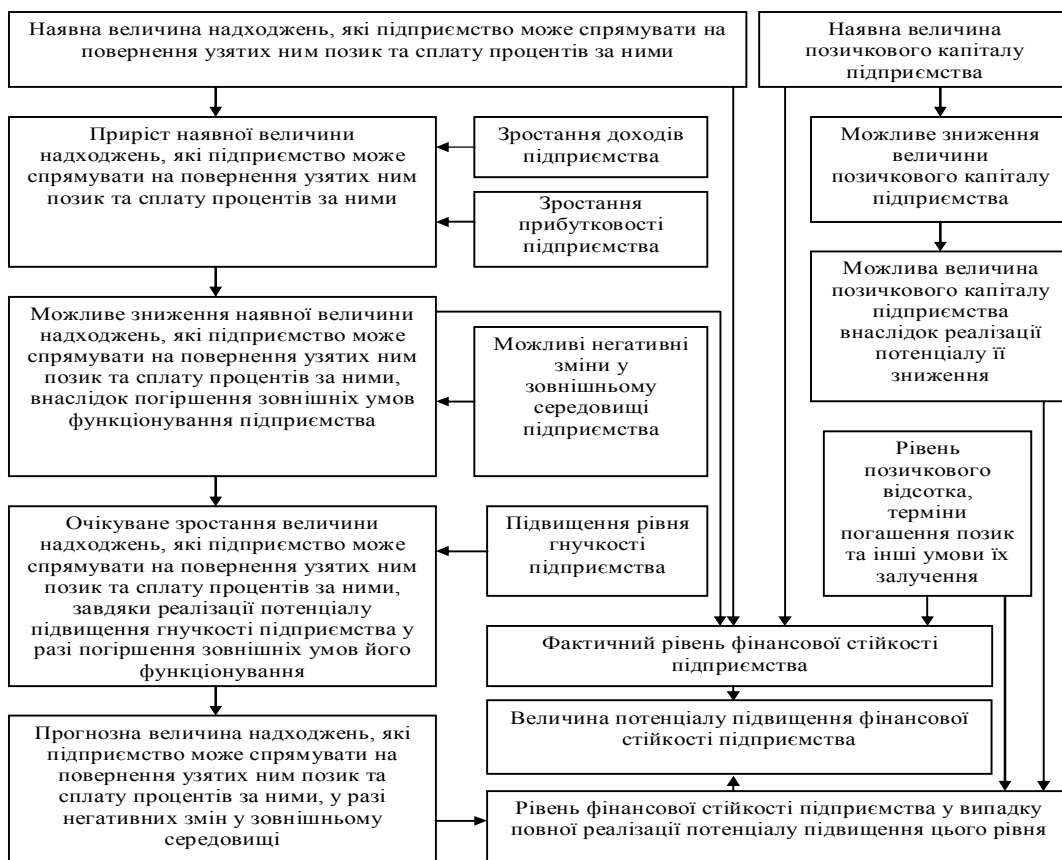 Наявна величина надходжень, які підприємство може спрямувати на
повернення узятих ним позик та сплату процентів за ними
Наявна величина
позичкового капіталу
підприємства
Приріст наявної величини
надходжень, які підприємство може
спрямувати на повернення узятих ним
позик та сплату процентів за ними
Зростання доходів
підприємства
Зростання
прибутковості
підприємства
Можливе зниження
величини
позичкового капіталу
підприємства
Можливе зниження наявної величини
надходжень, які підприємство може
спрямувати на повернення узятих ним
позик та сплату процентів за ними,
внаслідок погіршення зовнішніх умов
функціонування підприємства
Можливі негативні
зміни у
зовнішньому
середовищі
підприємства
Можлива величина
позичкового капіталу
підприємства
внаслідок реалізації
потенціалу її
зниження
Рівень
позичкового
відсотка,
терміни
погашення позик
та інші умови їх
залучення
Очікуване зростання величини
надходжень, які підприємство може
спрямувати на повернення узятих ним
позик та сплату процентів за ними,
завдяки реалізації потенціалу
підвищення гнучкості підприємства у
разі погіршення зовнішніх умов його
функціонування
Підвищення рівня
гнучкості
підприємства
Фактичний рівень фінансової стійкості
підприємства
Величина потенціалу підвищення фінансової
стійкості підприємства
Прогнозна величина надходжень, які
підприємство може спрямувати на
повернення узятих ним позик та
сплату процентів за ними, у разі
негативних змін у зовнішньому
середовищі
Рівень фінансової стійкості підприємства у випадку
повної реалізації потенціалу підвищення цього рівня